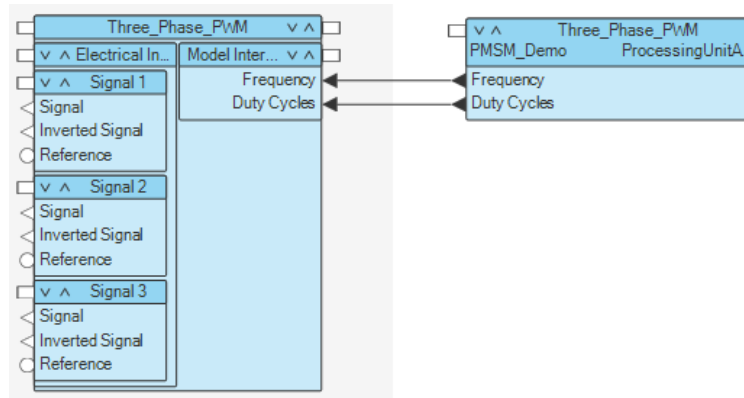 Three_Phase_PWM
Electrical In...
Model Inter...
Signal 1
Signal
Inverted Signal
Reference
Signal 2
Signal
Inverted Signal
Reference
Signal 3
Signal
Inverted Signal
Reference
Frequency
Duty Cycles
Three_Phase_PWM
PMSM_Demo ProcessingUnitA
Frequency
Duty Cycles